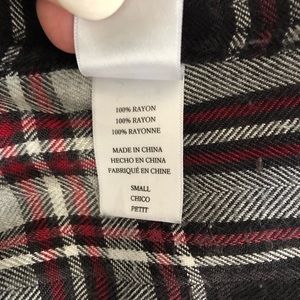 100% RAYON
100% RAYON
100% RAYONNE
MADE IN CHINA
HECHO EN CHINA
FABRIQUÉ EN CHINE
SMALL
CHICO
PETIT